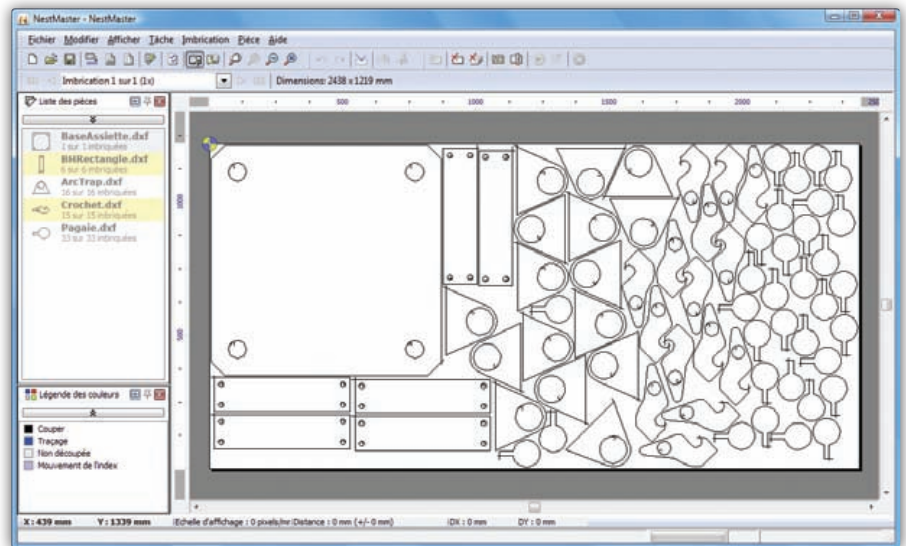 NestMaster - NestMaster
Fichier Modifier Afficher Tâche Imbrication Pièce Aide
Imbrication 1 sur 1 (1x)
Dimensions: 2438 x 1219 mm
Liste des pièces
500 1000 1500 2000
BaseAssiette.dxf
1 sur 1 imbriquées
BHRectangle.dxf
6 sur 6 imbriquées
ArcTrap.dxf
16 sur 16 imbriquées
Crochet.dxf
15 sur 15 imbriquées
Pagaie.dxf
33 sur 33 imbriquées
1000
500
Légende des couleurs
Couper
Traçage
Non découpée
Mouvement de l'index
X : 439 mm Y : 1339 mm Echelle d'affichage : 0 pixels/mr Distance : 0 mm (+/- 0 mm) DX : 0 mm DY : 0 mm